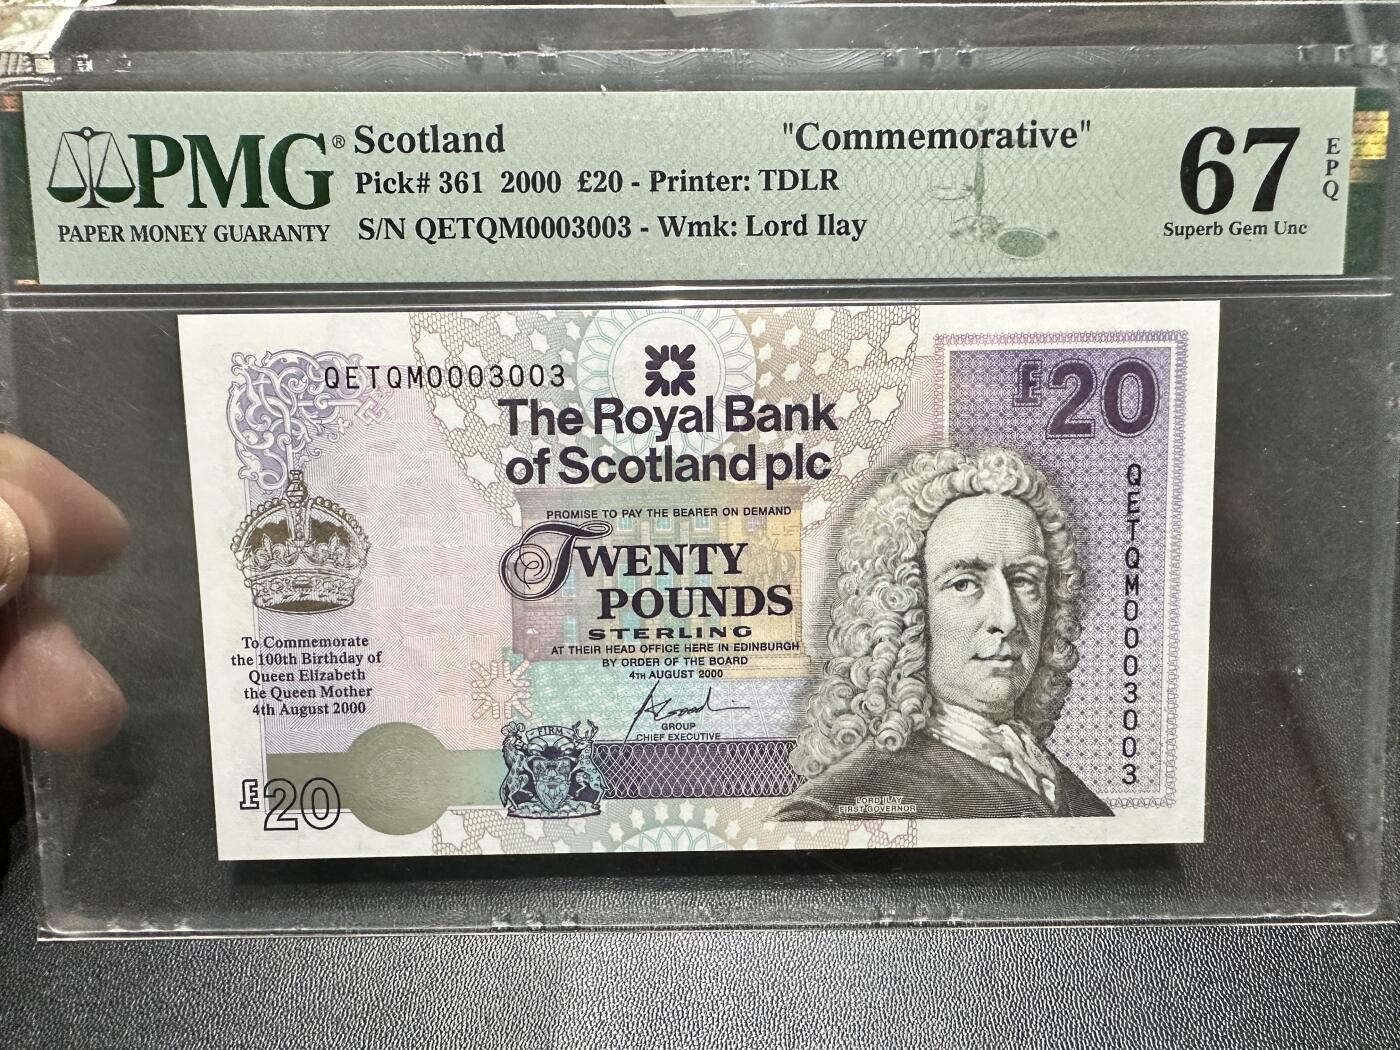 PMG®
PAPER MONEY GUARANTY
Scotland
"Commemorative"
Pick# 361 2000 £20 - Printer: TDLR
S/N QETQM0003003 - Wmk: Lord Ilay
67
EPQ
Superb Gem Unc
QETQM0003003
The Royal Bank
of Scotland plc
£20
PROMISE TO PAY THE BEARER ON DEMAND
TWENTY
POUNDS
STERLING
AT THEIR HEAD OFFICE HERE IN EDINBURGH
BY ORDER OF THE BOARD
4TH AUGUST 2000
GROUP
CHIEF EXECUTIVE
To Commemorate
the 100th Birthday of
Queen Elizabeth
the Queen Mother
4th August 2000
£20
FIRM
LORD ILAY
FIRST GOVERNOR
QETQM0003003